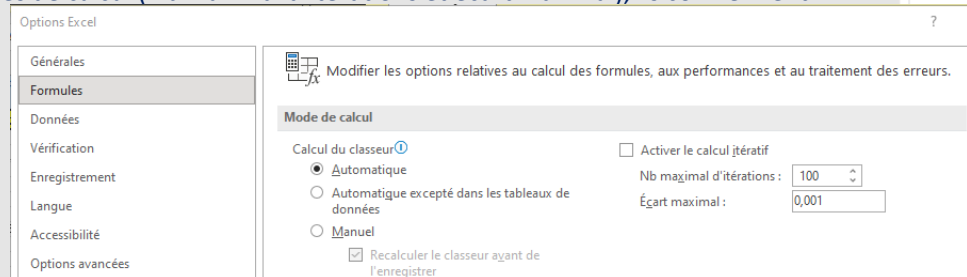 Options Excel ?
Générales
Formules
Données
Vérification
Enregistrement
Langue
Accessibilité
Options avancées
Modifier les options relatives au calcul des formules, aux performances et au traitement des erreurs.
Mode de calcul
Calcul du classeur
Automatique
Automatique excepté dans les tableaux de
données
Manuel
Recalculer le classeur avant de
l'enregistrer
Activer le calcul itératif
Nb maximal d'itérations : 100
Écart maximal : 0,001